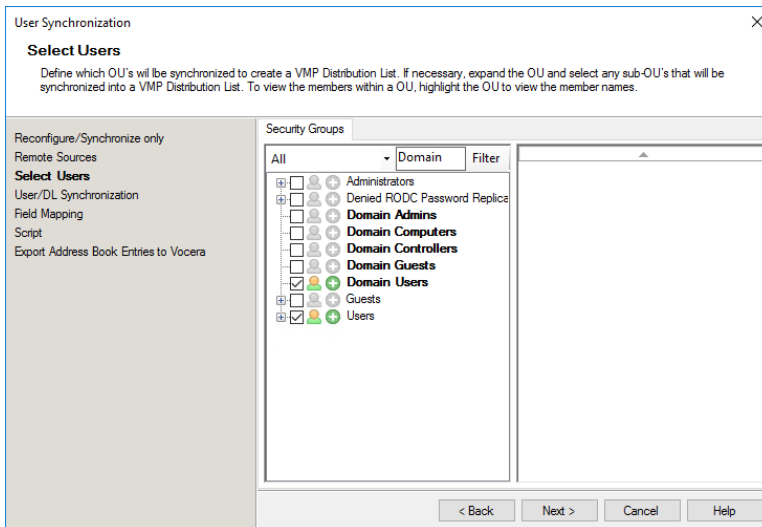 User Synchronization
Select Users
Define which OU's wil lbe synchronized to create a VMP Distribution List. If necessary, expand the OU and select any sub-OU's that will be
synchronized into a VMP Distribution List. To view the members within a OU, highlight the OU to view the member names.
Reconfigure/Synchronize only
Remote Sources
Select Users
User/DL Synchronization
Field Mapping
Script
Export Address Book Entries to Vocera
Security Groups
All Domain Filter
Administrators
Denied RODC Password Replica
Domain Admins
Domain Computers
Domain Controllers
Domain Guests
Domain Users
Guests
Users
< Back Next > Cancel Help